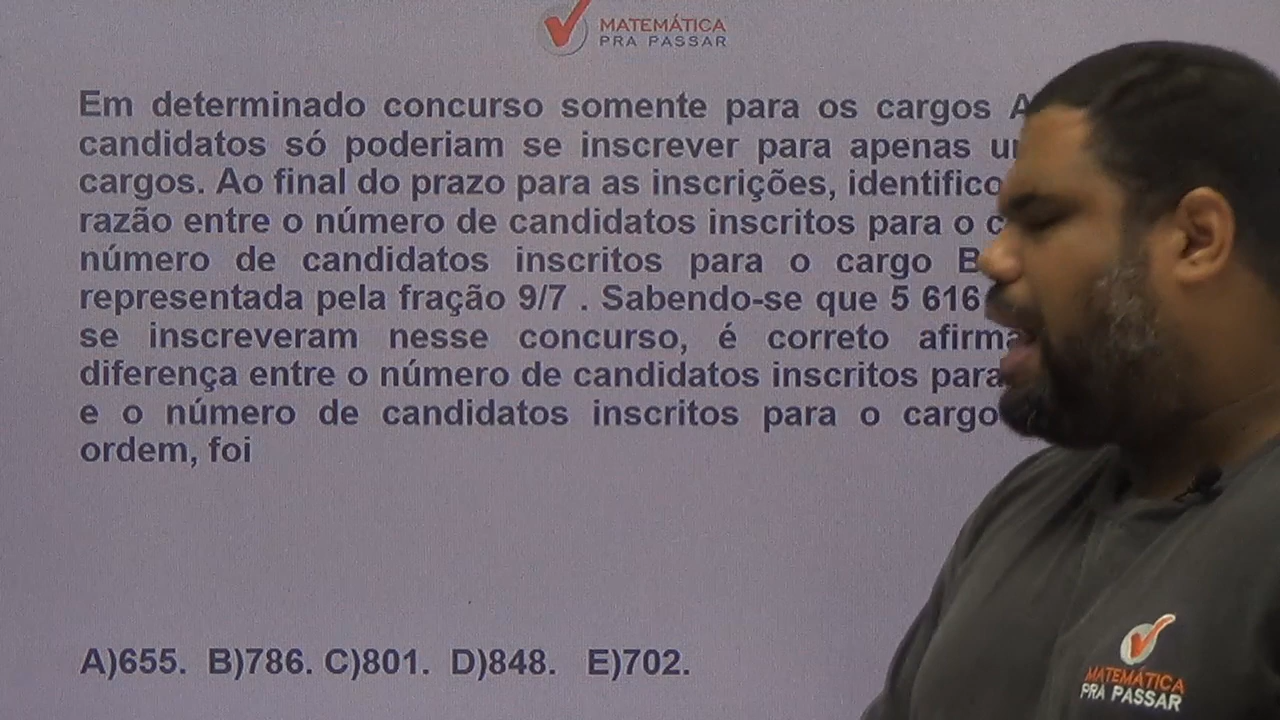 MATEMÁTICA
PRA PASSAR
Em determinado concurso somente para os cargos A
candidatos só poderiam se inscrever para apenas
cargos. Ao final do prazo para as inscrições,
razão entre o número de candidatos inscritos para o
número de candidatos inscritos para o cargo B
representada pela fração 9/7 . Sabendo-se que 5 616
se inscreveram nesse concurso, é correto
diferença entre o número de candidatos inscritos para
e o número de candidatos inscritos para o cargo
ordem, foi
A)655. B)786. C)801. D)848. E)702.
MATEMÁTICA
PRA PASSAR